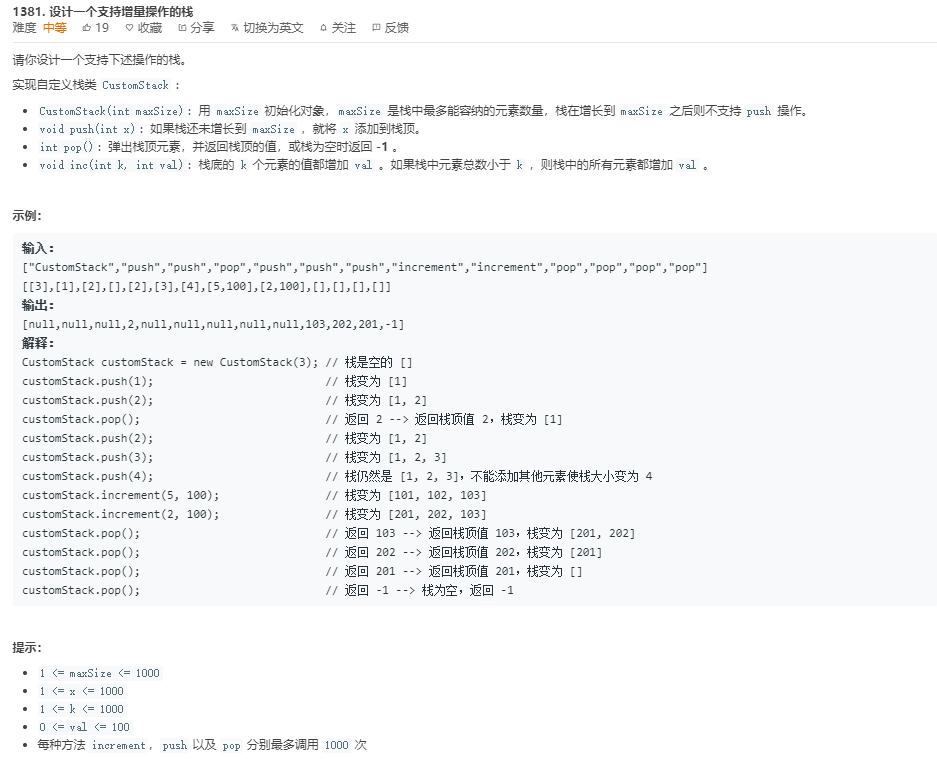 1381. 设计一个支持增量操作的栈
难度 中等 19 收藏 分享 切换为英文 关注 反馈
请你设计一个支持下述操作的栈。
实现自定义栈类 CustomStack :
CustomStack(int maxSize): 用 maxSize 初始化对象，maxSize 是栈中最多能容纳的元素数量，栈在增长到 maxSize 之后则不支持 push 操作。
void push(int x): 如果栈还未增长到 maxSize ，就将 x 添加到栈顶。
int pop(): 弹出栈顶元素，并返回栈顶的值，或栈为空时返回 -1 。
void inc(int k, int val): 栈底的 k 个元素的值都增加 val 。如果栈中元素总数小于 k ，则栈中的所有元素都增加 val 。
示例：
输入：
["CustomStack","push","push","pop","push","push","push","increment","increment","pop","pop","pop","pop"]
[[3],[1],[2],[],[2],[3],[4],[5,100],[2,100],[],[],[],[]]
输出：
[null,null,null,2,null,null,null,null,null,103,202,201,-1]
解释：
CustomStack customStack = new CustomStack(3); // 栈是空的 []
customStack.push(1); // 栈变为 [1]
customStack.push(2); // 栈变为 [1, 2]
customStack.pop(); // 返回 2 --> 返回栈顶值 2，栈变为 [1]
customStack.push(2); // 栈变为 [1, 2]
customStack.push(3); // 栈变为 [1, 2, 3]
customStack.push(4); // 栈仍然是 [1, 2, 3]，不能添加其他元素使栈大小变为 4
customStack.increment(5, 100); // 栈变为 [101, 102, 103]
customStack.increment(2, 100); // 栈变为 [201, 202, 103]
customStack.pop(); // 返回 103 --> 返回栈顶值 103，栈变为 [201, 202]
customStack.pop(); // 返回 202 --> 返回栈顶值 202，栈变为 [201]
customStack.pop(); // 返回 201 --> 返回栈顶值 201，栈变为 []
customStack.pop(); // 返回 -1 --> 栈为空，返回 -1
提示：
1 <= maxSize <= 1000
1 <= x <= 1000
1 <= k <= 1000
0 <= val <= 100
每种方法 increment，push 以及 pop 分别最多调用 1000 次